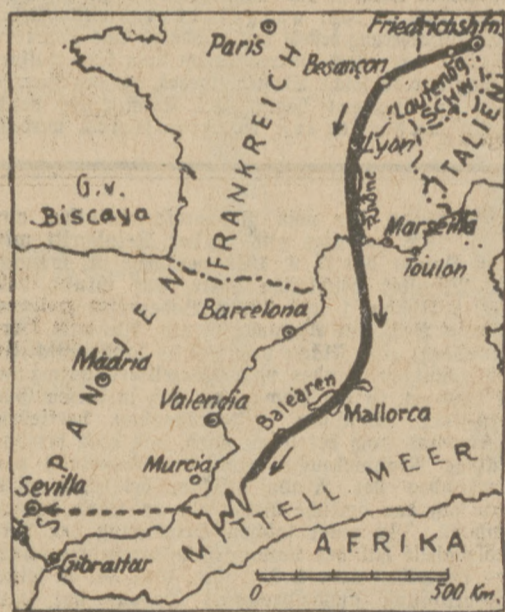 Friedrichshfn.
Paris
Besançon
Laufenbg.
SCHW.
ITALIEN
FRANKREICH
Lyon
Rhône
G. v.
Biscaya
Marseille
Toulon
SPANIEN
Barcelona
Madrid
Valencia
Balearen
Mallorca
Murcia
Sevilla
MITTELL. MEER
Gibraltar
AFRIKA
0 500 Km.